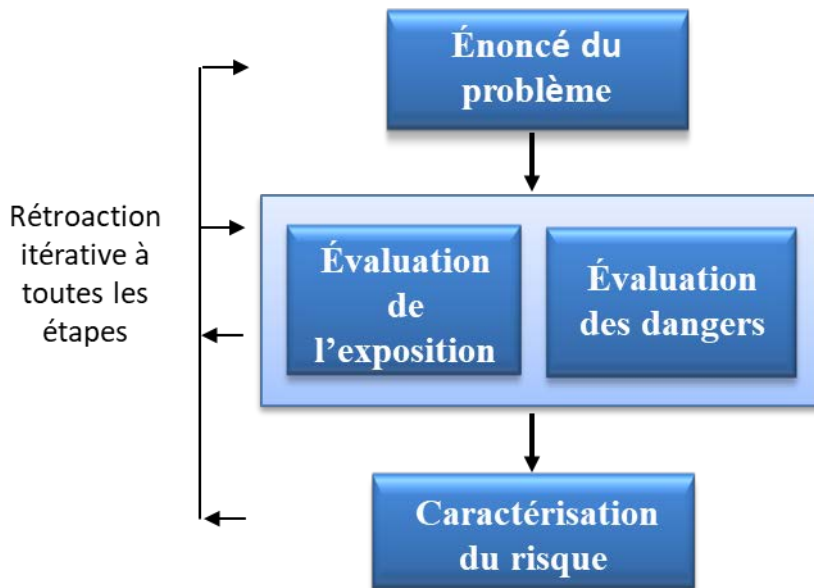 Énoncé du
problème
Rétroaction
itérative à
toutes les
étapes
Évaluation
de
l’exposition
Évaluation
des dangers
Caractérisation
du risque